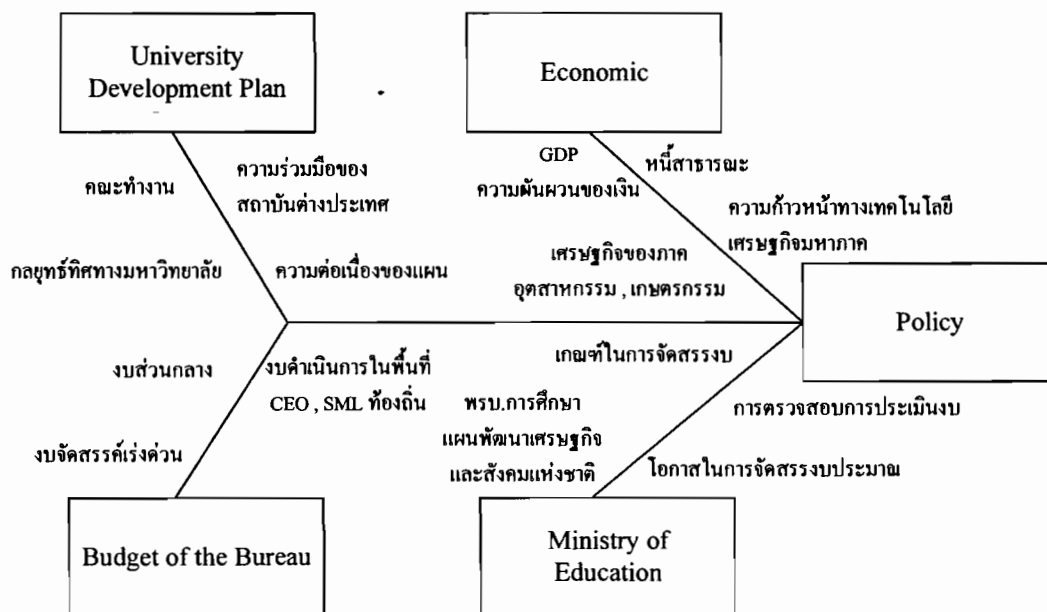 University
Development Plan
Economic
คณะทำงาน
ความร่วมมือของ
สถาบันต่างประเทศ
กลยุทธ์ทิศทางมหาวิทยาลัย
ความต่อเนื่องของแผน
GDP
ความผันผวนของเงิน
หนี้สาธารณะ
ความก้าวหน้าทางเทคโนโลยี
เศรษฐกิจมหาภาค
เศรษฐกิจของภาค
อุตสาหกรรม , เกษตรกรรม
Policy
งบส่วนกลาง
งบดำเนินการในพื้นที่
CEO , SML ท้องถิ่น
งบจัดสรรค์เร่งด่วน
เกณฑ์ในการจัดสรรงบ
พรบ.การศึกษา
แผนพัฒนาเศรษฐกิจ
และสังคมแห่งชาติ
การตรวจสอบการประเมินงบ
โอกาสในการจัดสรรงบประมาณ
Budget of the Bureau
Ministry of
Education